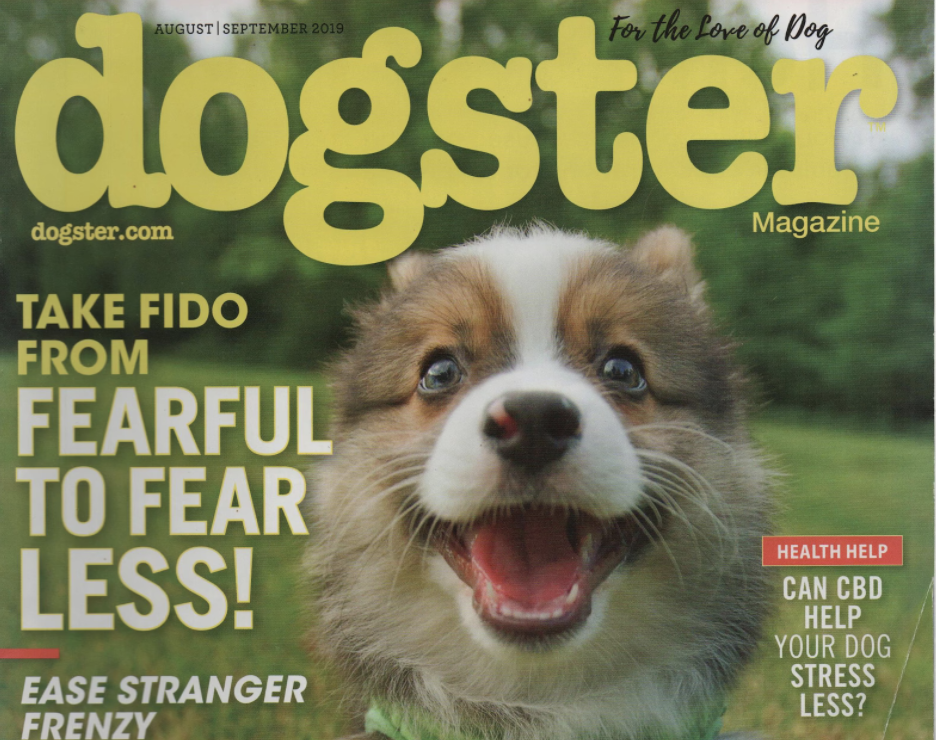 AUGUST | SEPTEMBER 2019
For the Love of Dog
dogster
TM
dogster.com
Magazine
TAKE FIDO
FROM
FEARFUL
TO FEAR
LESS!
EASE STRANGER
FRENZY
HEALTH HELP
CAN CBD
HELP
YOUR DOG
STRESS
LESS?